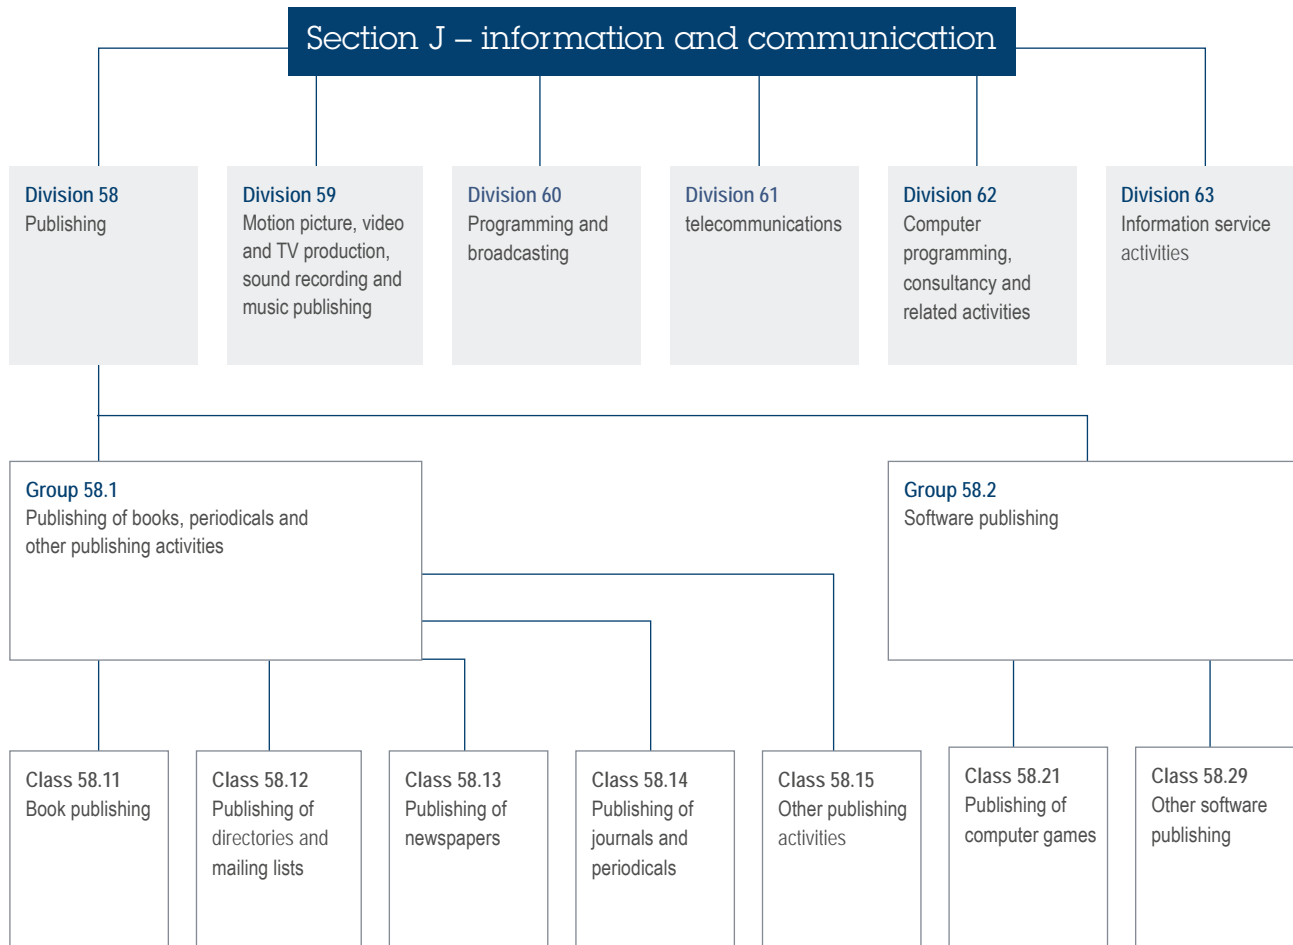 Section J – information and communication
Division 58
Publishing
Division 59
Motion picture, video
and TV production,
sound recording and
music publishing
Division 60
Programming and
broadcasting
Division 61
telecommunications
Division 62
Computer
programming,
consultancy and
related activities
Division 63
Information service
activities
Group 58.1
Publishing of books, periodicals and
other publishing activities
Group 58.2
Software publishing
Class 58.11
Book publishing
Class 58.12
Publishing of
directories and
mailing lists
Class 58.13
Publishing of
newspapers
Class 58.14
Publishing of
journals and
periodicals
Class 58.15
Other publishing
activities
Class 58.21
Publishing of
computer games
Class 58.29
Other software
publishing